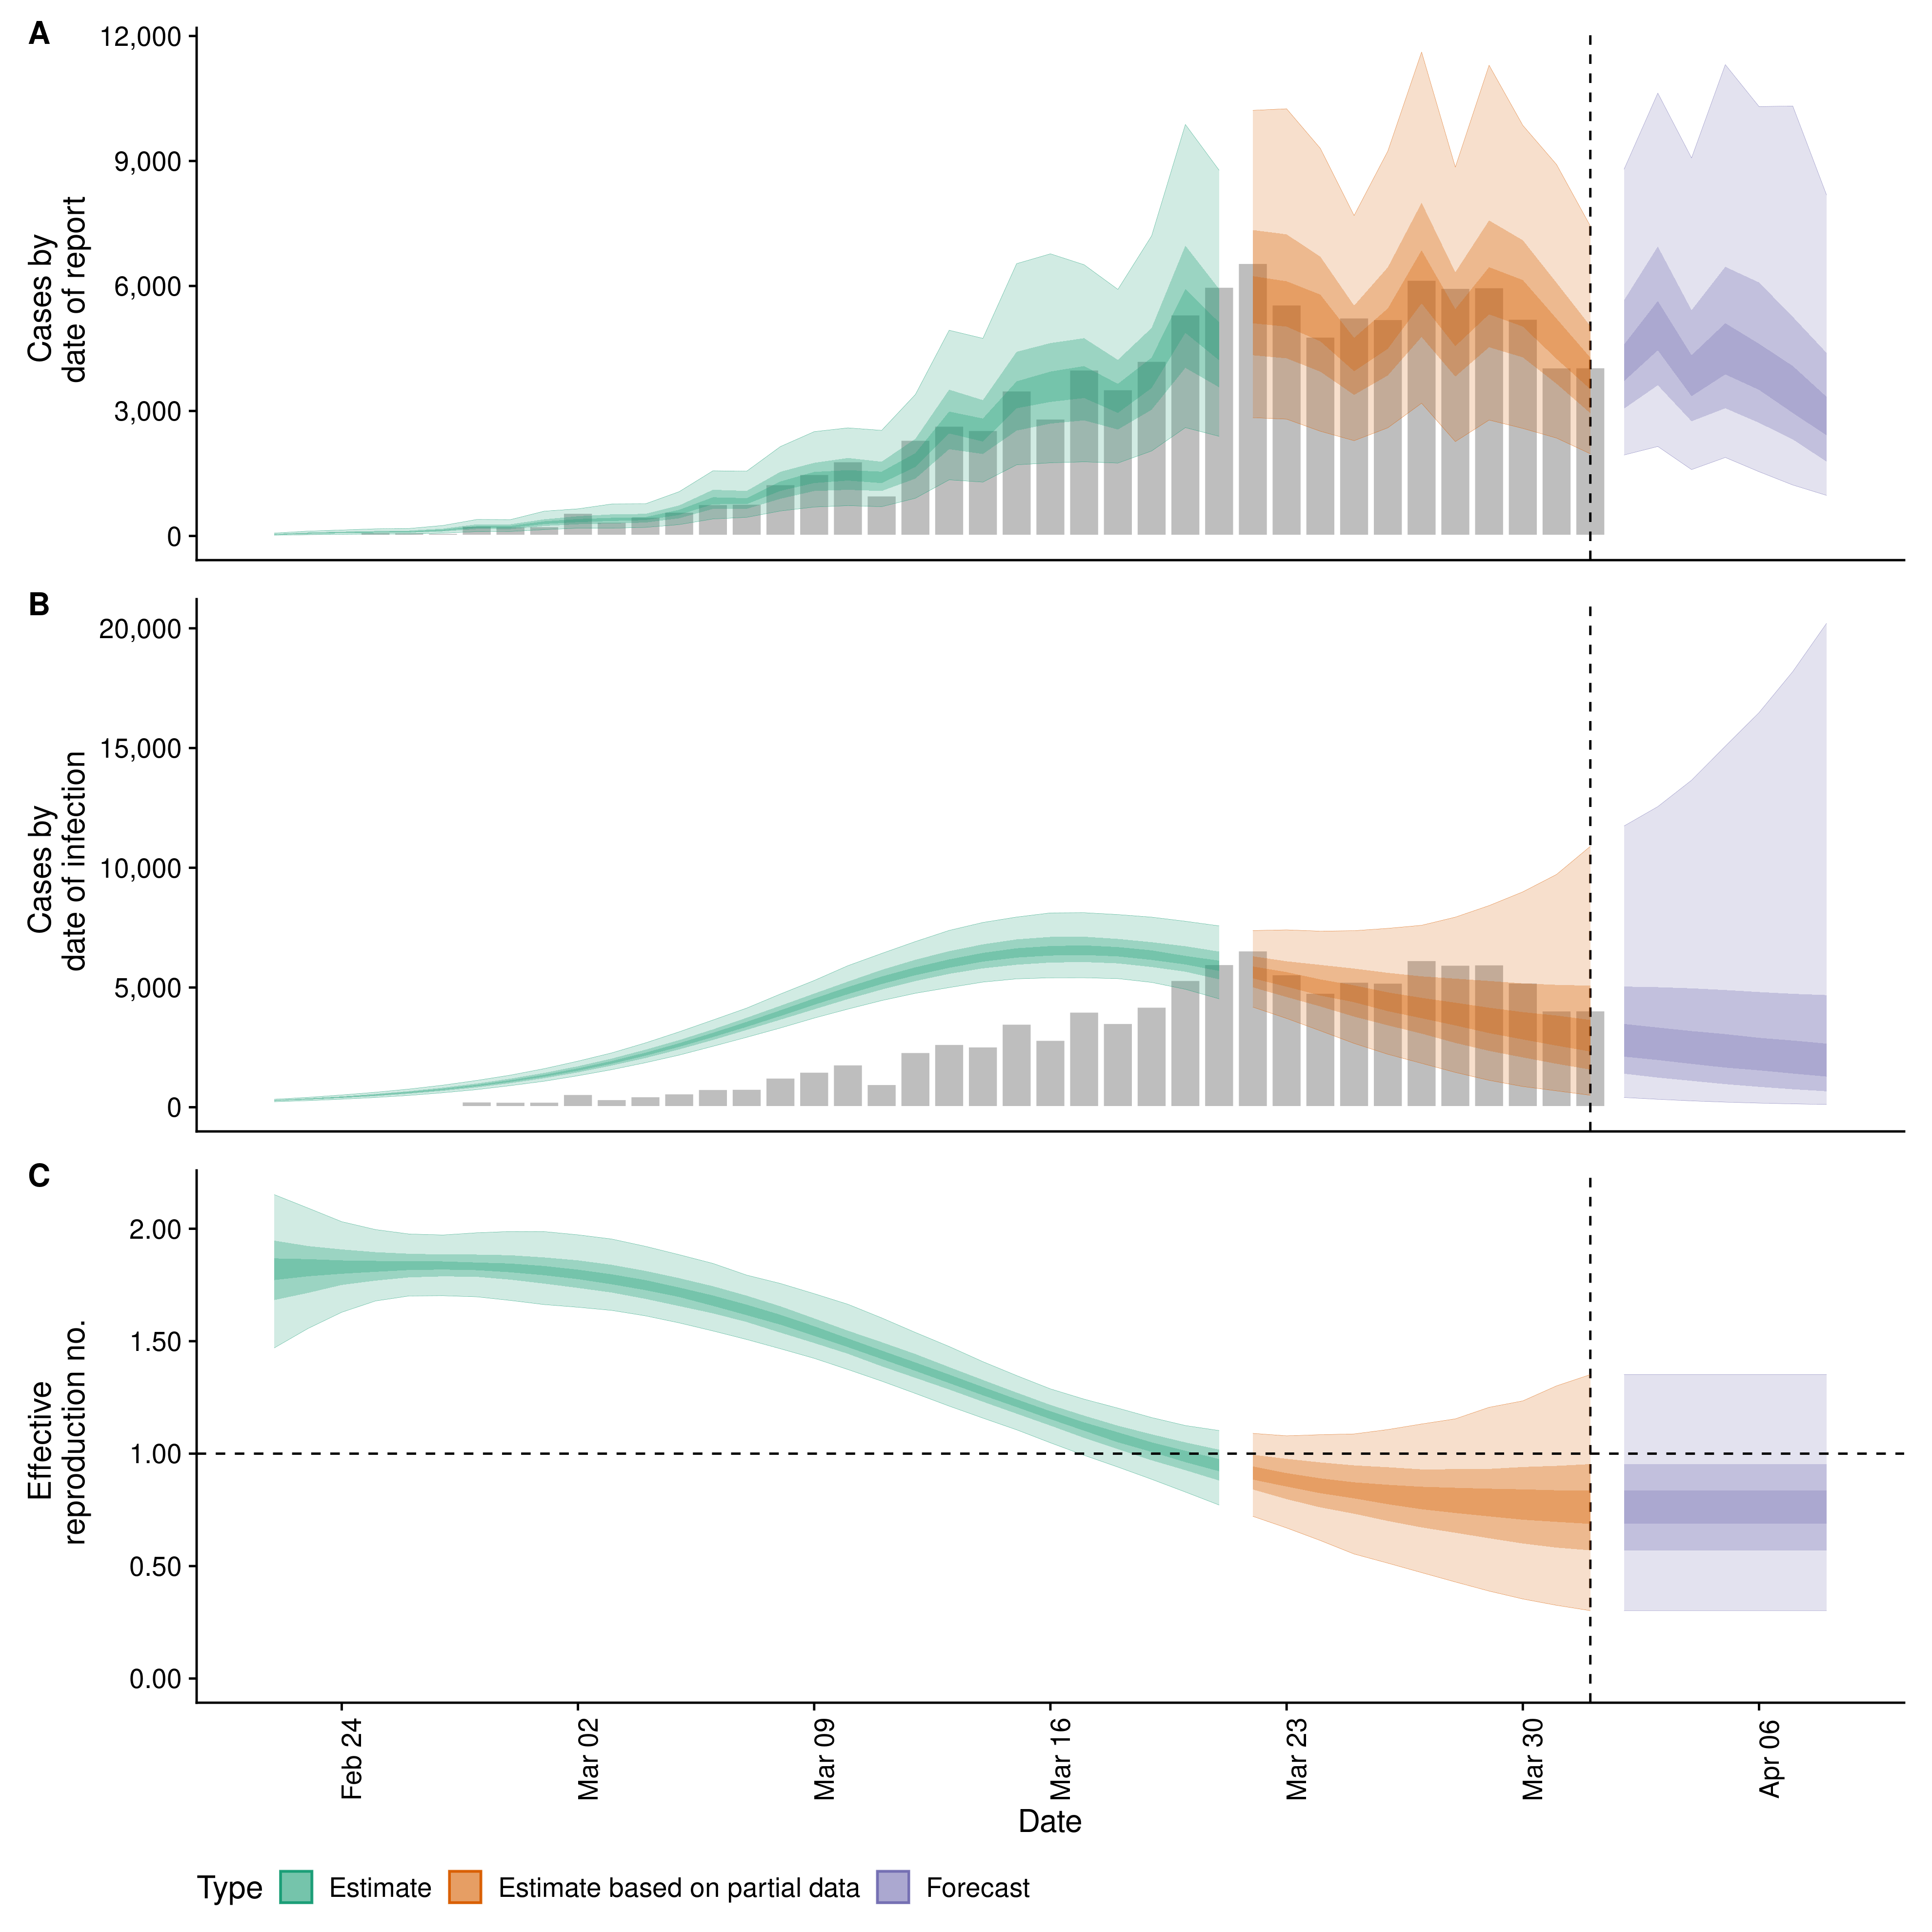 A
12,000
9,000
6,000
3,000
0
Cases by
date of report
B
20,000
15,000
10,000
5,000
0
Cases by
date of infection
C
2.00
1.50
1.00
0.50
0.00
Effective
reproduction no.
Feb 24
Mar 02
Mar 09
Mar 16
Mar 23
Mar 30
Apr 06
Date
Type Estimate Estimate based on partial data Forecast